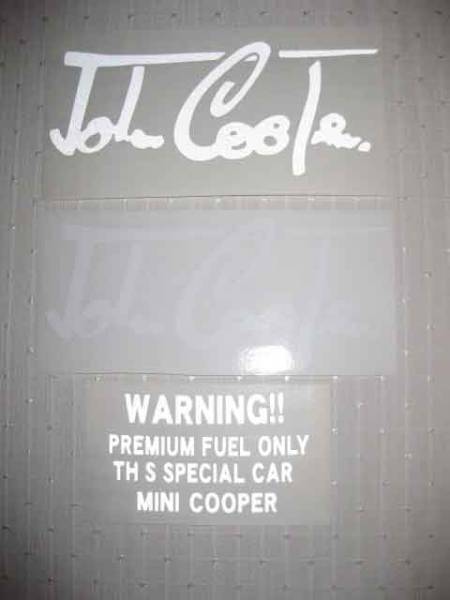 John Cooper.
John Cooper.
WARNING!!
PREMIUM FUEL ONLY
TH S SPECIAL CAR
MINI COOPER